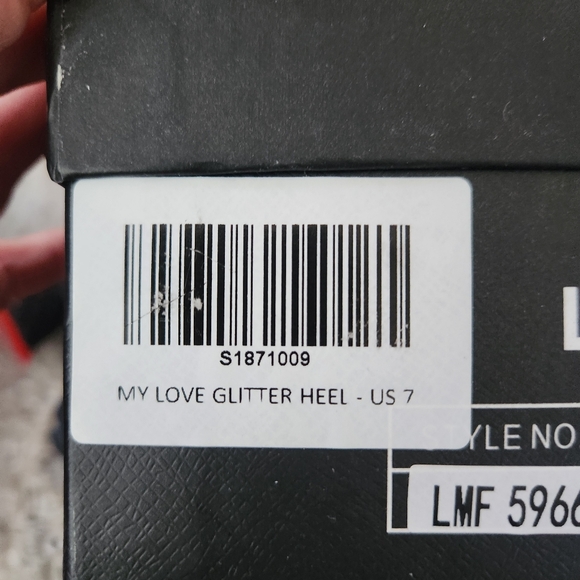 S1871009
MY LOVE GLITTER HEEL - US 7
STYLE NO
LMF 5966